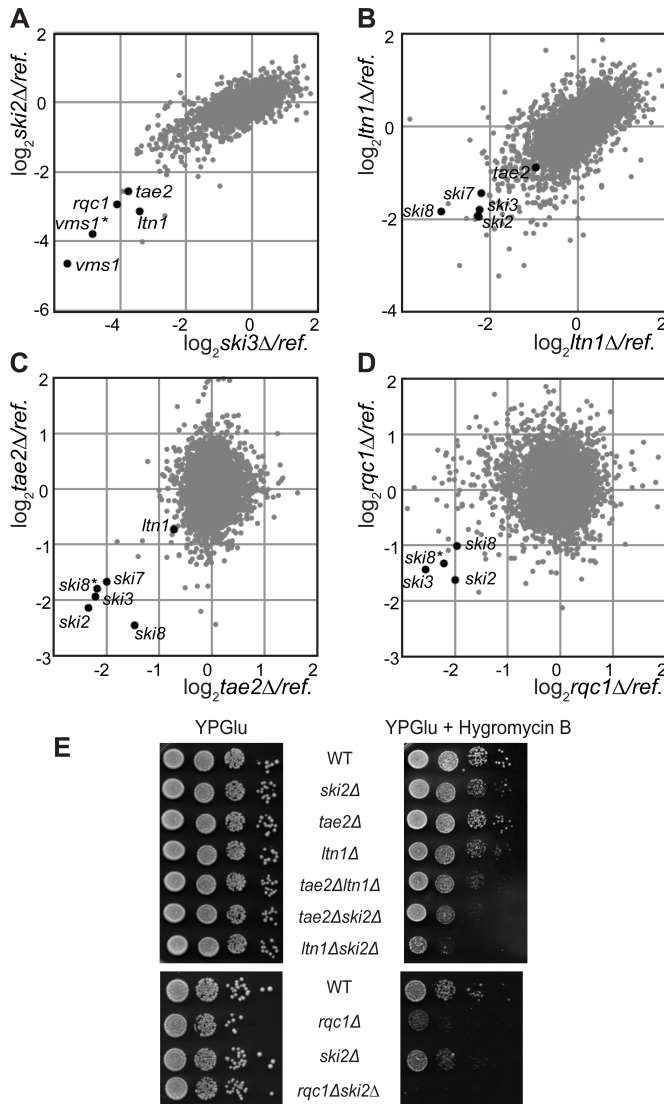 A
2
0
-2
-4
-6
log2ski2Δ/ref.
rqc1
tae2
vms1*
ltn1
vms1
-4
-2
0
2
log2ski3Δ/ref.
B
2
0
-2
-4
log2ltn1Δ/ref.
tae2
ski7
ski8
ski3
ski2
-2
0
2
log2ltn1Δ/ref.
C
2
1
0
-1
-2
-3
log2tae2Δ/ref.
ltn1
ski8*
ski7
ski3
ski2
ski8
-3
-2
-1
0
1
2
log2tae2Δ/ref.
D
2
1
0
-1
-2
-3
log2rqc1Δ/ref.
ski8
ski8*
ski3
ski2
-3
-2
-1
0
1
2
log2rqc1Δ/ref.
E
YPGlu
YPGlu + Hygromycin B
WT
ski2Δ
tae2Δ
ltn1Δ
tae2Δltn1Δ
tae2Δski2Δ
ltn1Δski2Δ
WT
rqc1Δ
ski2Δ
rqc1Δski2Δ